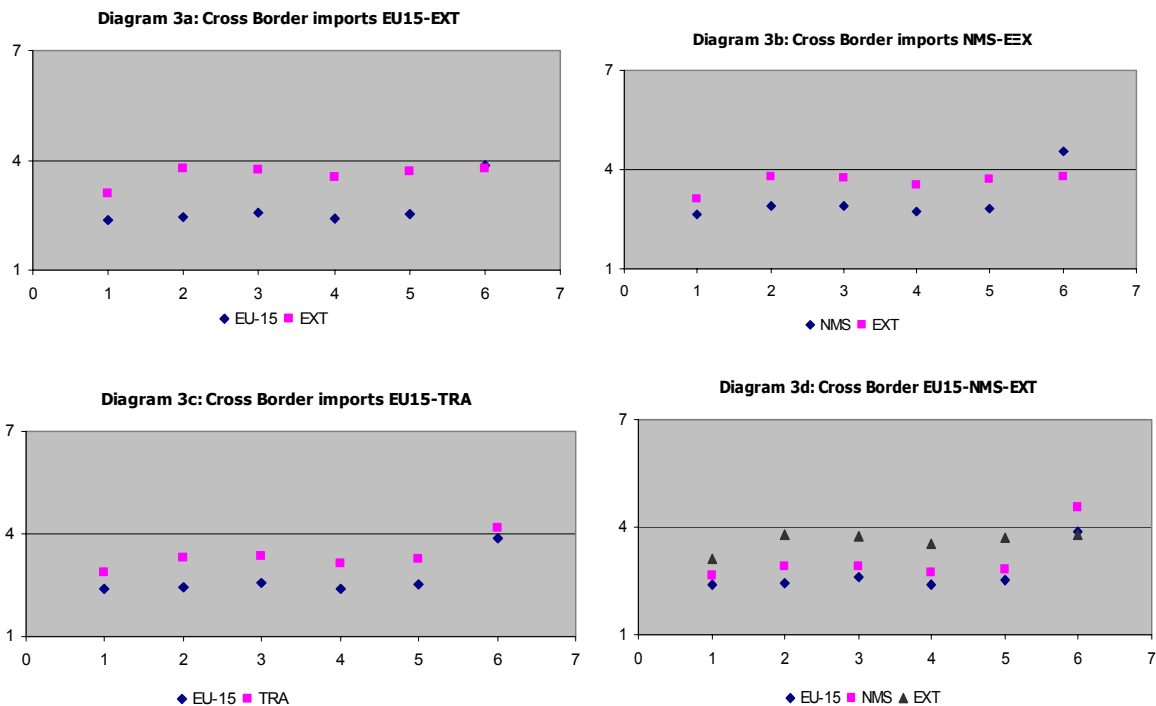 Diagram 3a: Cross Border imports EU15-EXT
7
4
1
0 1 2 3 4 5 6 7
EU-15 EXT
Diagram 3b: Cross Border imports NMS-EΞX
7
4
1
0 1 2 3 4 5 6 7
NMS EXT
Diagram 3c: Cross Border imports EU15-TRA
7
4
1
0 1 2 3 4 5 6 7
EU-15 TRA
Diagram 3d: Cross Border EU15-NMS-EXT
7
4
1
0 1 2 3 4 5 6 7
EU-15 NMS EXT